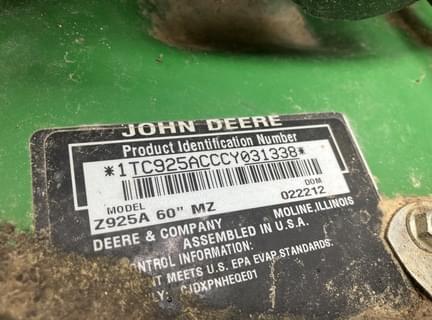 JOHN DEERE
Product Identification Number
*1TC925ACCCY031338*
MODEL
DOM
Z925A 60" MZ
022212
DEERE & COMPANY
MOLINE, ILLINOIS
ASSEMBLED IN U.S.A.
CONTROL INFORMATION:
MEETS U.S. EPA EVAP STANDARDS.
CJDXPNHEQE01